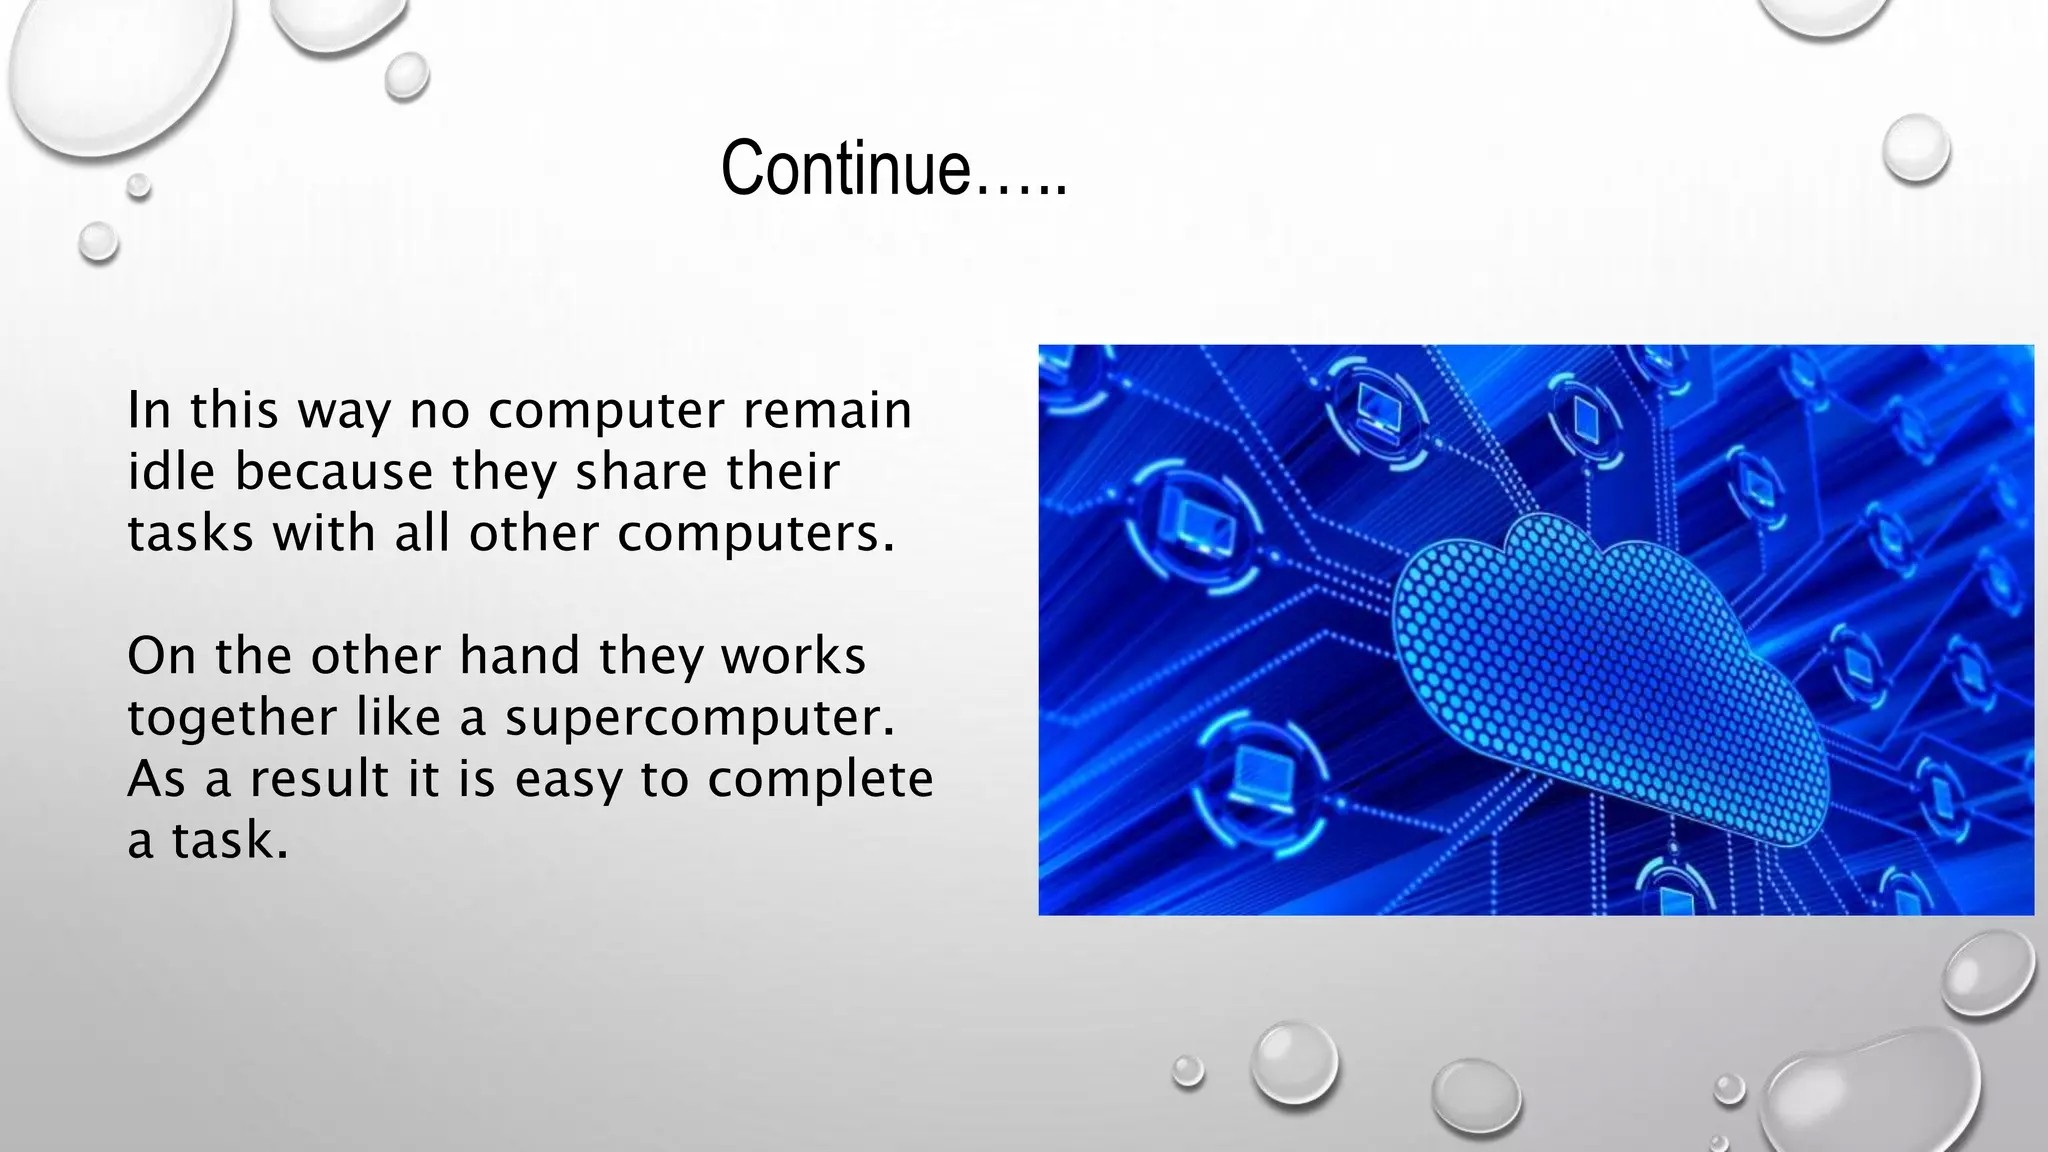 Continue…..
In this way no computer remain
idle because they share their
tasks with all other computers.
On the other hand they works
together like a supercomputer.
As a result it is easy to complete
a task.